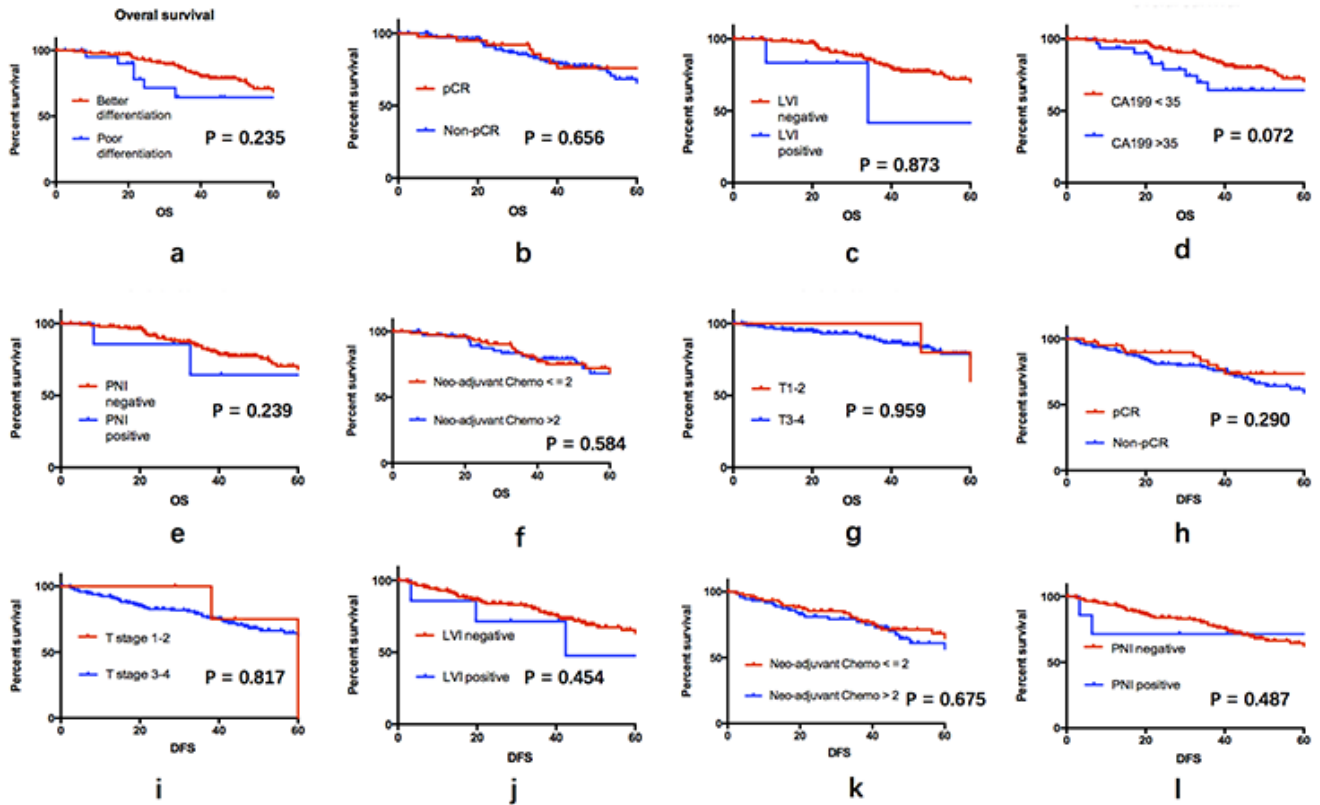 Overal survival
Percent survival
100
50
0
Better
differentiation
Poor
differentiation
P = 0.235
0 20 40 60
OS
a
Percent survival
100
50
0
pCR
Non-pCR
P = 0.656
0 20 40 60
OS
b
Percent survival
100
50
0
LVI
negative
LVI
positive
P = 0.873
0 20 40 60
OS
c
Percent survival
100
50
0
CA199 < 35
CA199 >35
P = 0.072
0 20 40 60
OS
d
Percent survival
100
50
0
PNI
negative
PNI
positive
P = 0.239
0 20 40 60
OS
e
Percent survival
100
50
0
Neo-adjuvant Chemo < = 2
Neo-adjuvant Chemo >2
P = 0.584
0 20 40 60
OS
f
Percent survival
100
50
0
T1-2
T3-4
P = 0.959
0 20 40 60
OS
g
Percent survival
100
50
0
pCR
Non-pCR
P = 0.290
0 20 40 60
DFS
h
Percent survival
100
50
0
T stage 1-2
T stage 3-4
P = 0.817
0 20 40 60
DFS
i
Percent survival
100
50
0
LVI negative
LVI positive
P = 0.454
0 20 40 60
DFS
j
Percent survival
100
50
0
Neo-adjuvant Chemo < = 2
Neo-adjuvant Chemo > 2
P = 0.675
0 20 40 60
DFS
k
Percent survival
100
50
0
PNI negative
PNI positive
P = 0.487
0 20 40 60
DFS
l